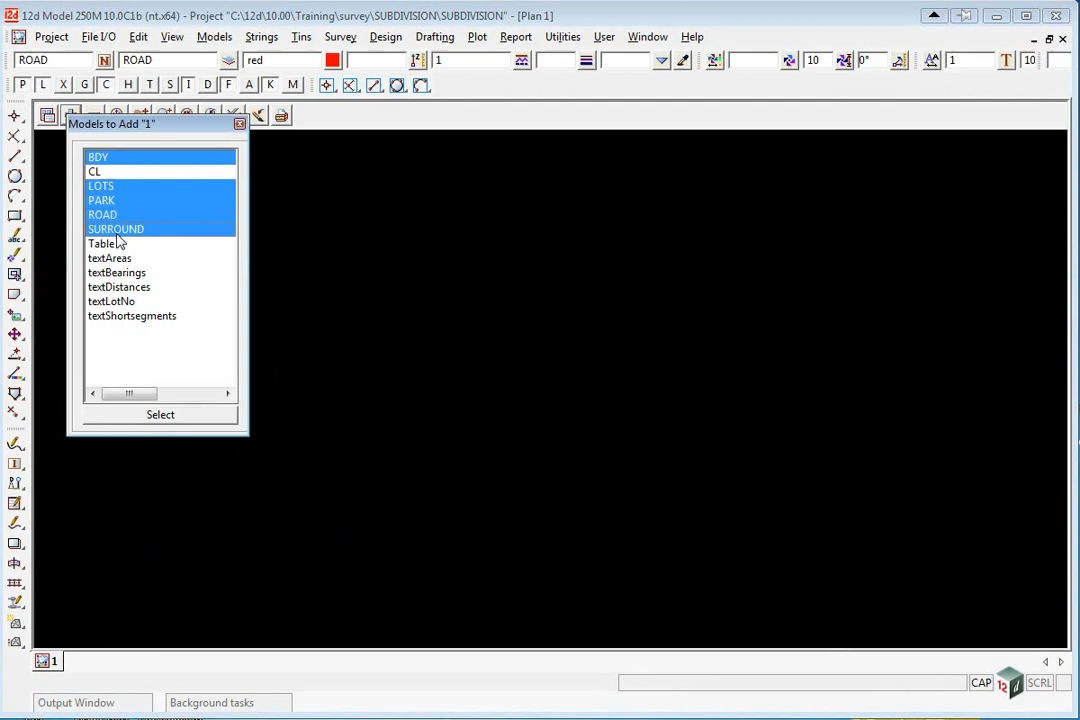 12d Model 250M 10.0C1b (nt.x64) - Project "C:\12d\10.00\Training\survey\SUBDIVISION\SUBDIVISION" - [Plan 1]
Project File I/O Edit View Models Strings Tins Survey Design Drafting Plot Report Utilities User Window Help
ROAD N ROAD red 1 10 0° 1 T 10
P L X G C H T S I D F A K M
Models to Add "1"
BDY
CL
LOTS
PARK
ROAD
SURROUND
Table
textAreas
textBearings
textDistances
textLotNo
textShortsegments
Select
1
CAP 12d SCRL
Output Window Background tasks